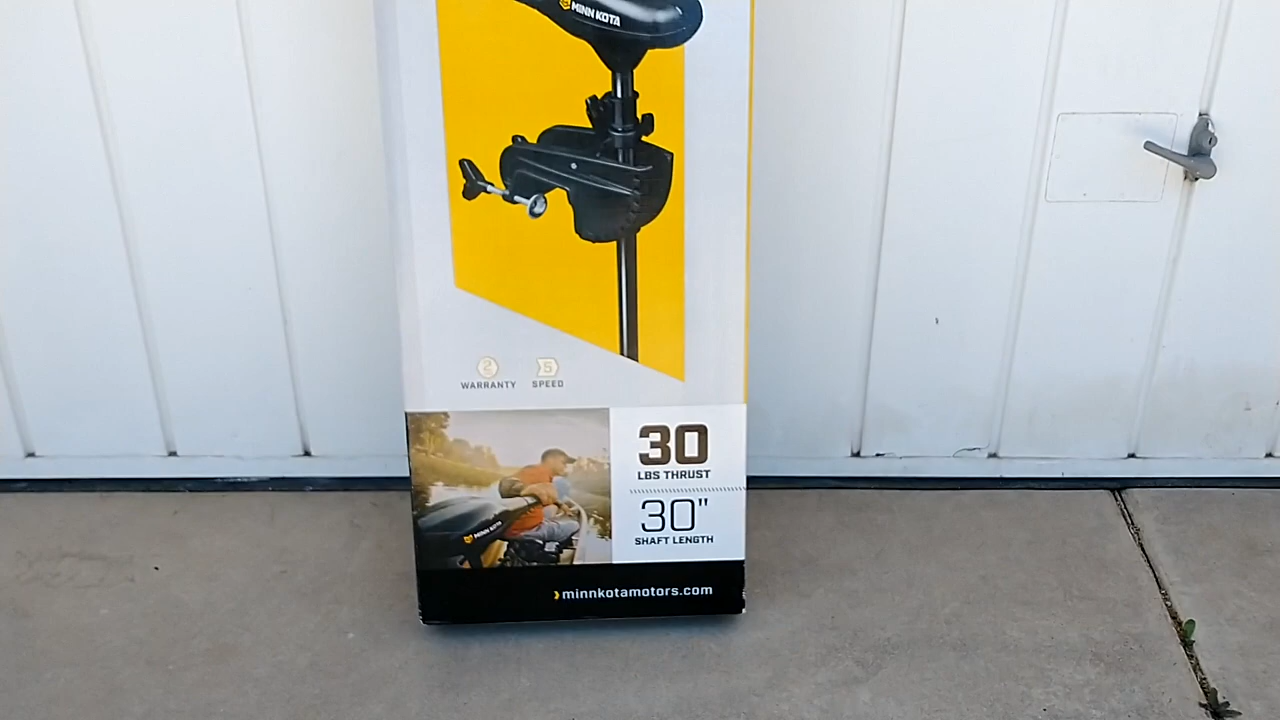 MINN KOTA
2 5
WARRANTY SPEED
30
LBS THRUST
30"
SHAFT LENGTH
MINN KOTA
minnkotamotors.com